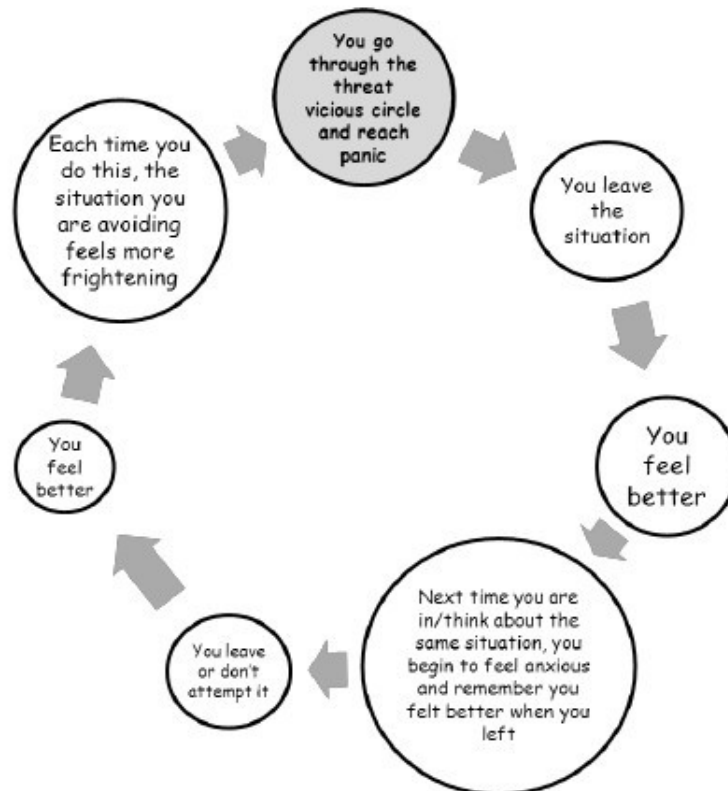 You go
through the
threat
vicious circle
and reach
panic
You leave
the
situation
You
feel
better
Next time you are
in/think about the
same situation, you
begin to feel anxious
and remember you
felt better when you
left
You leave
or don't
attempt it
You
feel
better
Each time you
do this, the
situation you
are avoiding
feels more
frightening